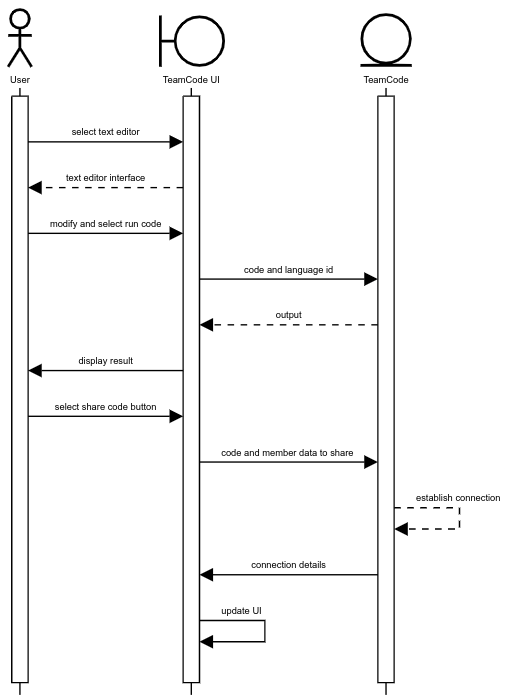 User
TeamCode UI
TeamCode
select text editor
text editor interface
modify and select run code
code and language id
output
display result
select share code button
code and member data to share
establish connection
connection details
update UI